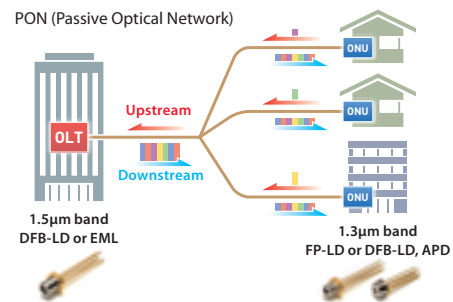 PON (Passive Optical Network)
ONU
Upstream
OLT
ONU
Downstream
ONU
1.5μm band
DFB-LD or EML
1.3μm band
FP-LD or DFB-LD, APD